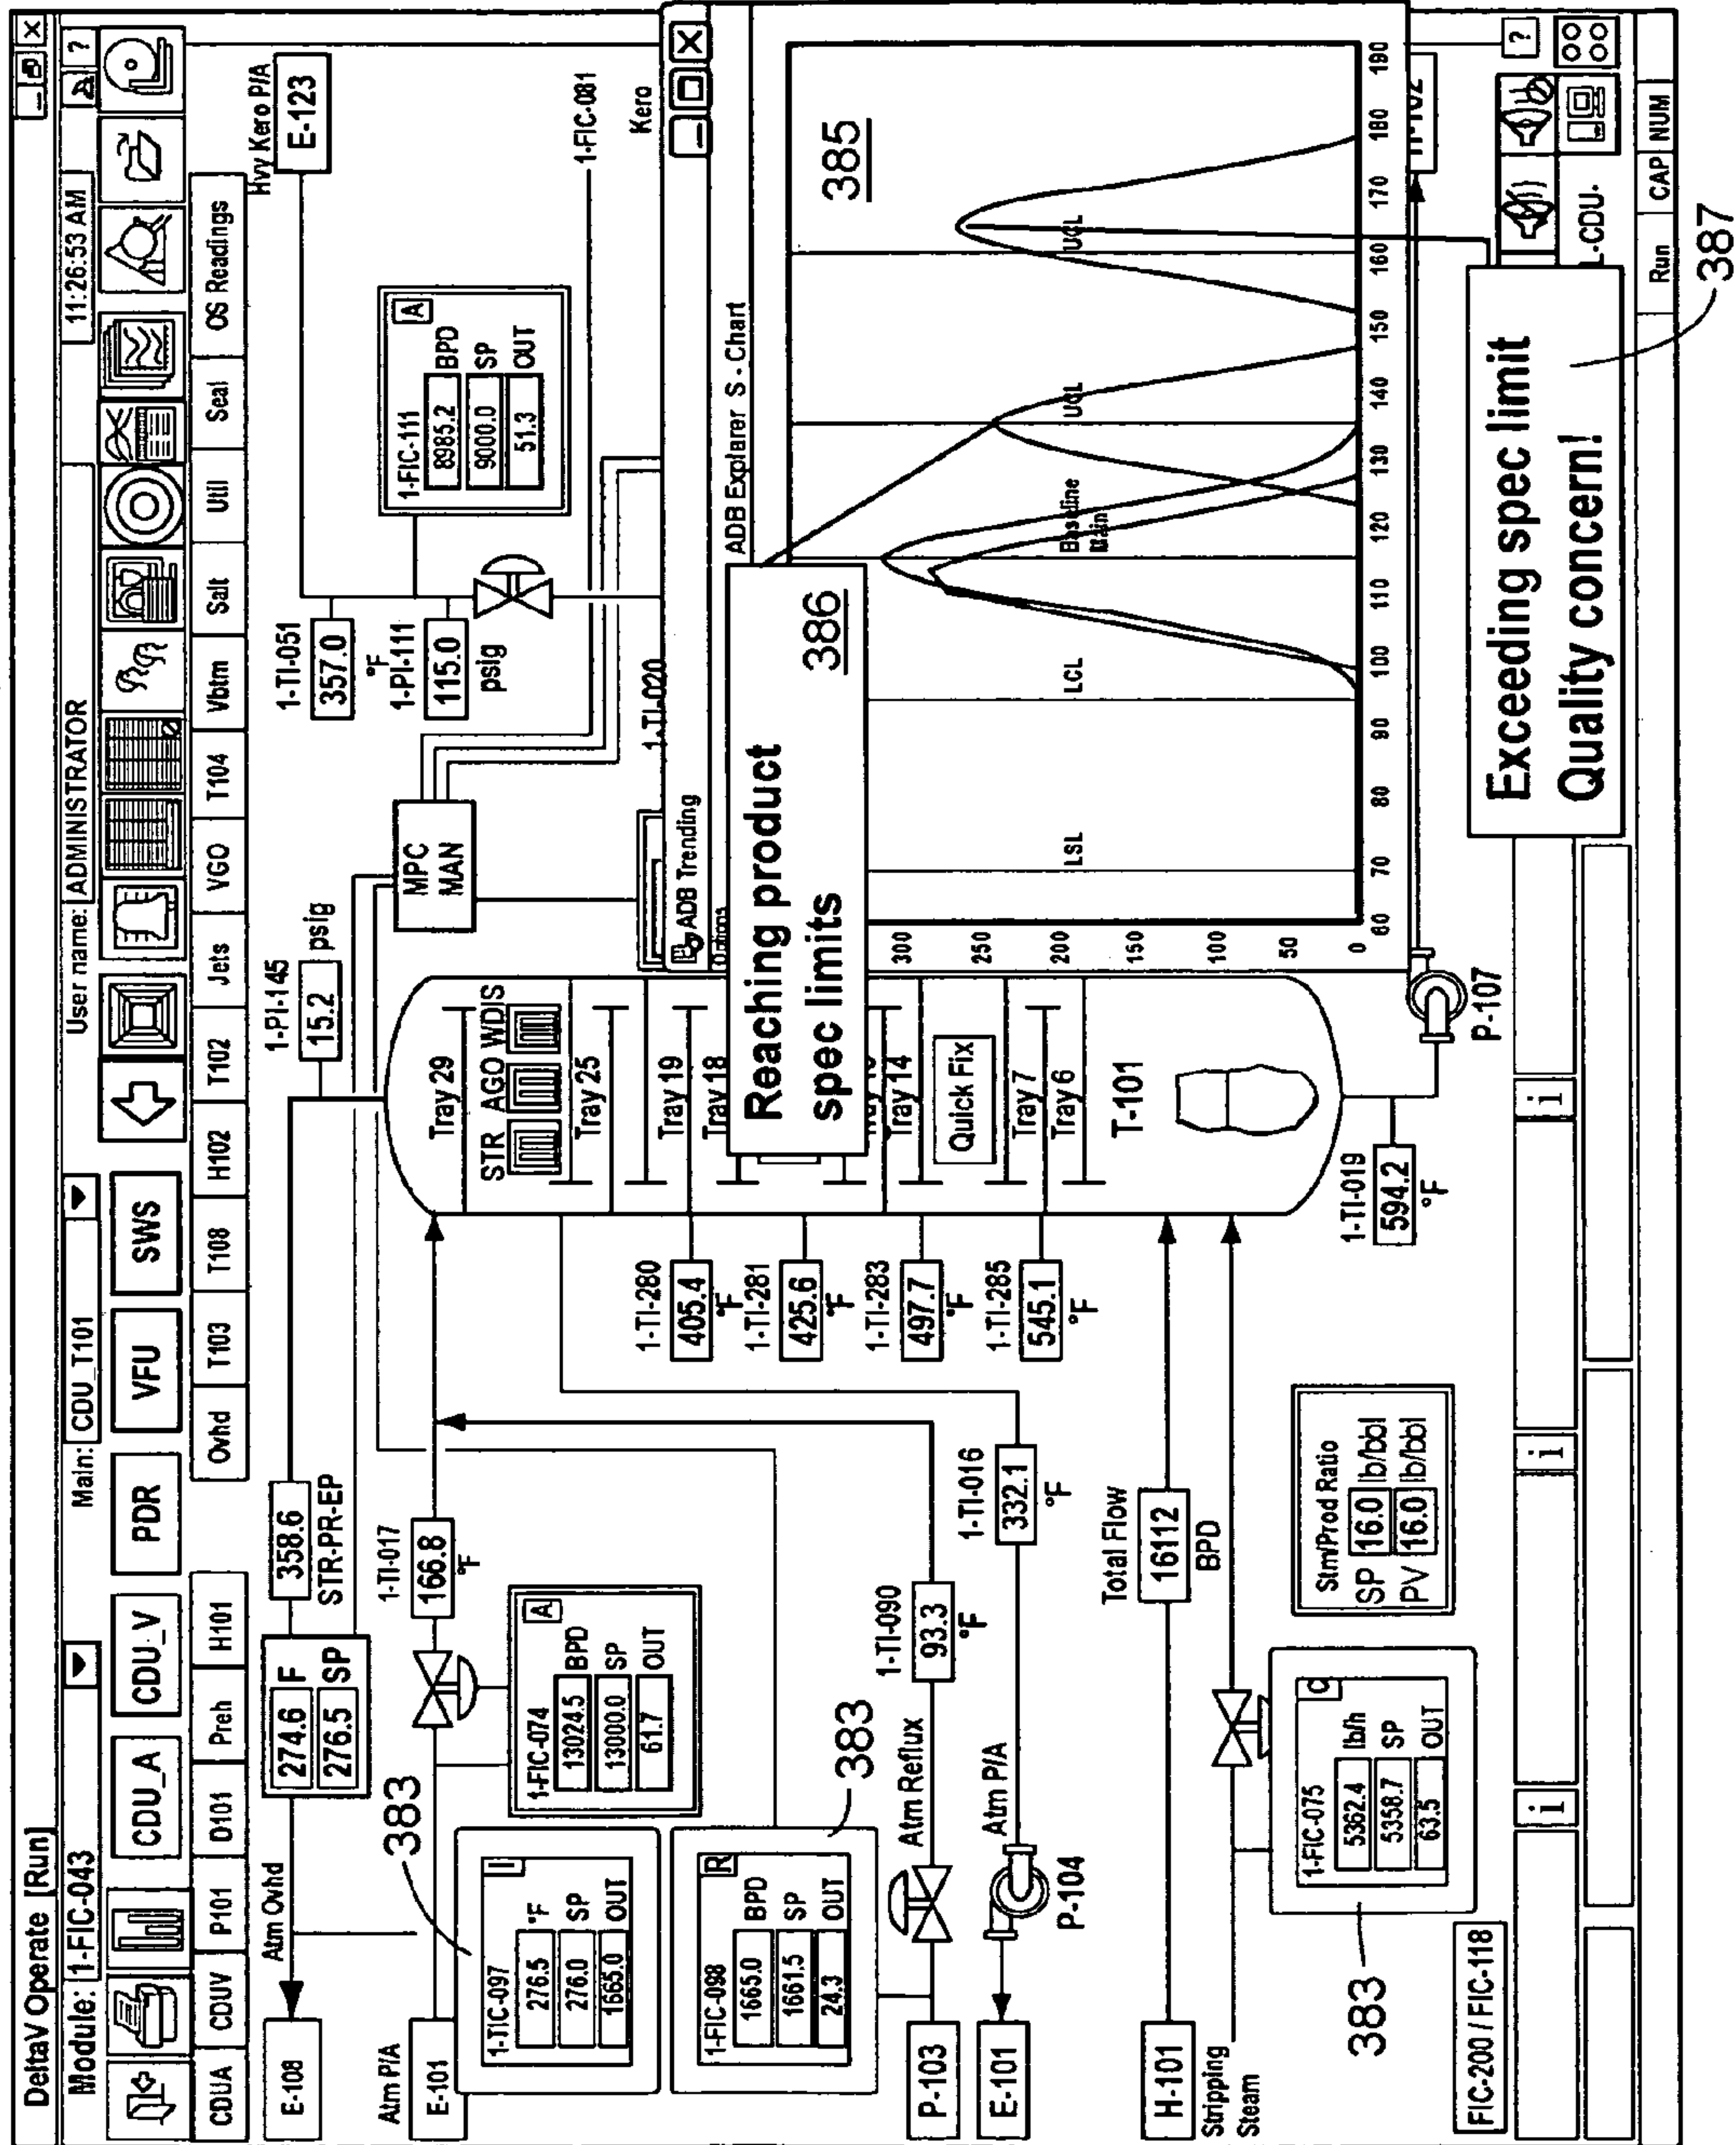 DeltaV Operate [Run]
Module: 1-FIC-043
Main: CDU_T101
User name: ADMINISTRATOR
11:26:53 AM
?
CDU_A
CDU_V
PDR
VFU
SWS
CDUA
CDUV
P101
D101
Preh
H101
Ovhd
T103
T108
H102
T102
Jets
VGO
T104
Vbtm
Salt
Util
Seal
OS Readings
E-108
Atm Ovhd
274.6 F
276.5 SP
358.6
STR-PR-EP
1-PI-145
15.2 psig
MPC
MAN
1-TI-051
357.0
°F
1-PI-111
115.0
psig
1-FIC-111
A
8985.2 BPD
9000.0 SP
51.3 OUT
Hvy Kero P/A
E-123
1-FIC-081
Kero
1-TI-020
Atm P/A
E-101
383
1-TIC-097
I
276.5 °F
276.0 SP
1665.0 OUT
1-FIC-074
A
13024.5 BPD
13000.0 SP
61.7 OUT
1-TI-017
166.8
°F
1-FIC-098
R
1665.0 BPD
1661.5 SP
24.3 OUT
383
P-103
Atm Reflux
1-TI-090
93.3
°F
E-101
P-104
Atm P/A
1-TI-016
332.1
°F
Tray 29
STR AGO WDIS
Tray 25
Tray 19
Tray 18
Tray 14
Quick Fix
Tray 7
Tray 6
T-101
1-TI-280
405.4
°F
1-TI-281
425.6
°F
1-TI-283
497.7
°F
1-TI-285
545.1
°F
H-101
Total Flow
16112
BPD
Stripping
Steam
1-FIC-075
C
5362.4 lb/h
5358.7 SP
63.5 OUT
383
Stm/Prod Ratio
SP 16.0 lb/bbl
PV 16.0 lb/bbl
1-TI-019
594.2
°F
P-107
H-102
ADB Trending
Options
ADB Explarer S - Chart
Reaching product
spec limits
386
385
300
250
200
150
100
50
0
LSL
LCL
Baseline
Main
UCL
UCL
60 70 80 90 100 110 120 130 140 150 160 170 180 190
Exceeding spec limit
Quality concern!
387
FIC-200 / FIC-118
i
i
i
?
-CDU-
Run
CAP
NUM